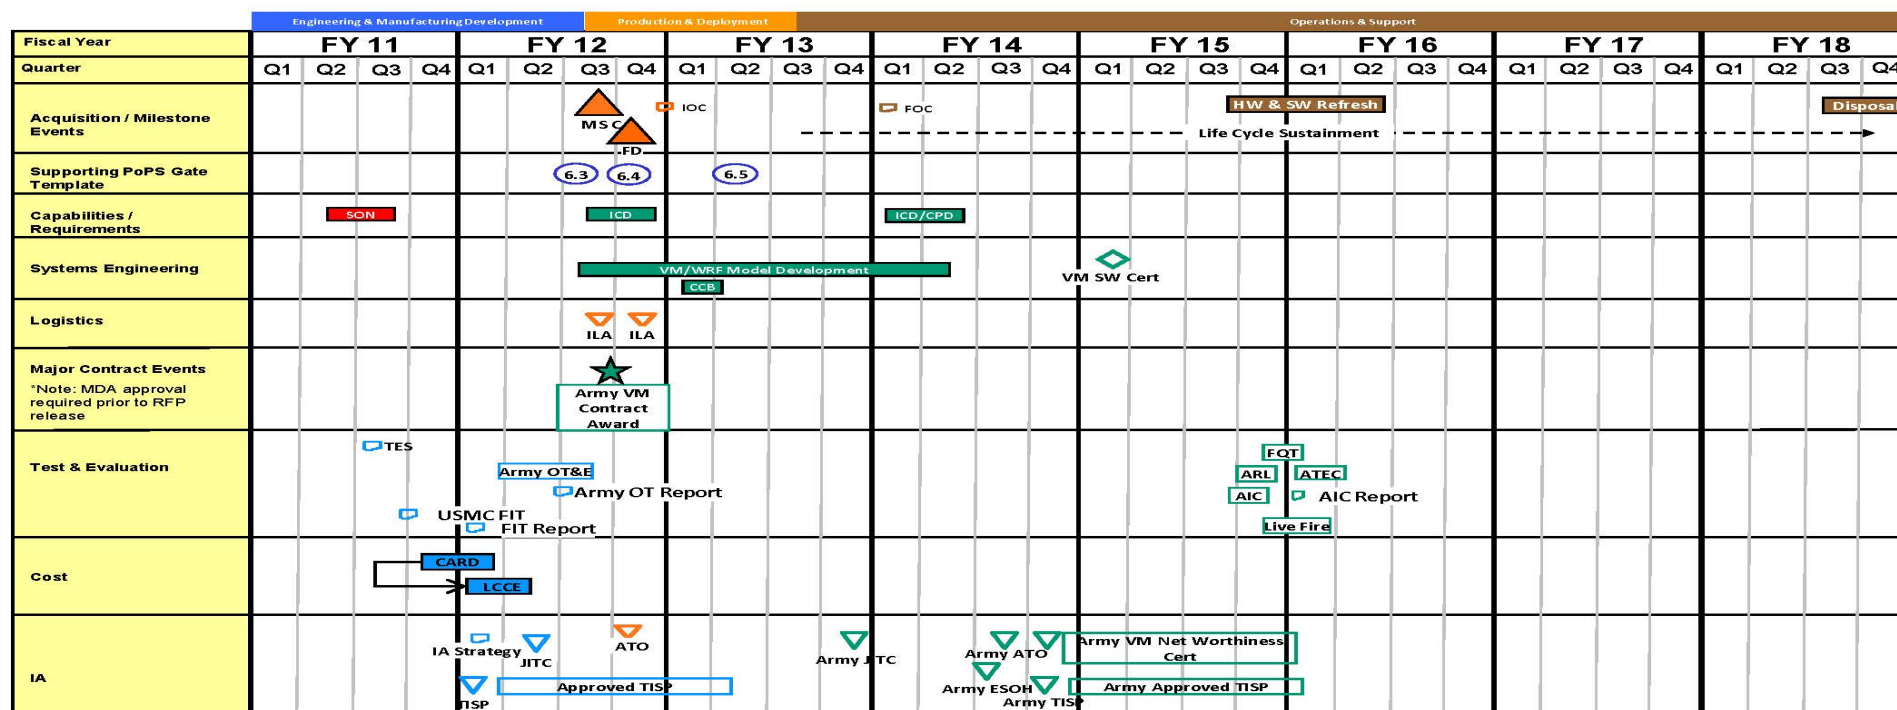 Engineering & Manufacturing Development Production & Deployment Operations & Support
Fiscal Year FY 11 FY 12 FY 13 FY 14 FY 15 FY 16 FY 17 FY 18
Quarter Q1 Q2 Q3 Q4 Q1 Q2 Q3 Q4 Q1 Q2 Q3 Q4 Q1 Q2 Q3 Q4 Q1 Q2 Q3 Q4 Q1 Q2 Q3 Q4 Q1 Q2 Q3 Q4 Q1 Q2 Q3 Q4
Acquisition / Milestone
Events
MS C
FD
IOC
FOC
HW & SW Refresh
Disposal
Life Cycle Sustainment
Supporting PoPS Gate
Template
6.3 6.4 6.5
Capabilities /
Requirements
SON ICD ICD/CPD
Systems Engineering
VM/WRF Model Development
CCB
VM SW Cert
Logistics
ILA ILA
Major Contract Events
*Note: MDA approval
required prior to RFP
release
Army VM
Contract
Award
Test & Evaluation
TES
Army OT&E
Army OT Report
USMC FIT
FIT Report
FQT
ARL ATEC
AIC AIC Report
Live Fire
Cost
CARD
LCCE
IA
IA Strategy
JITC
ATO
Army JITC
Army ATO
Army VM Net Worthiness
Cert
TISP
Approved TISP
Army ESOH
Army TISP
Army Approved TISP